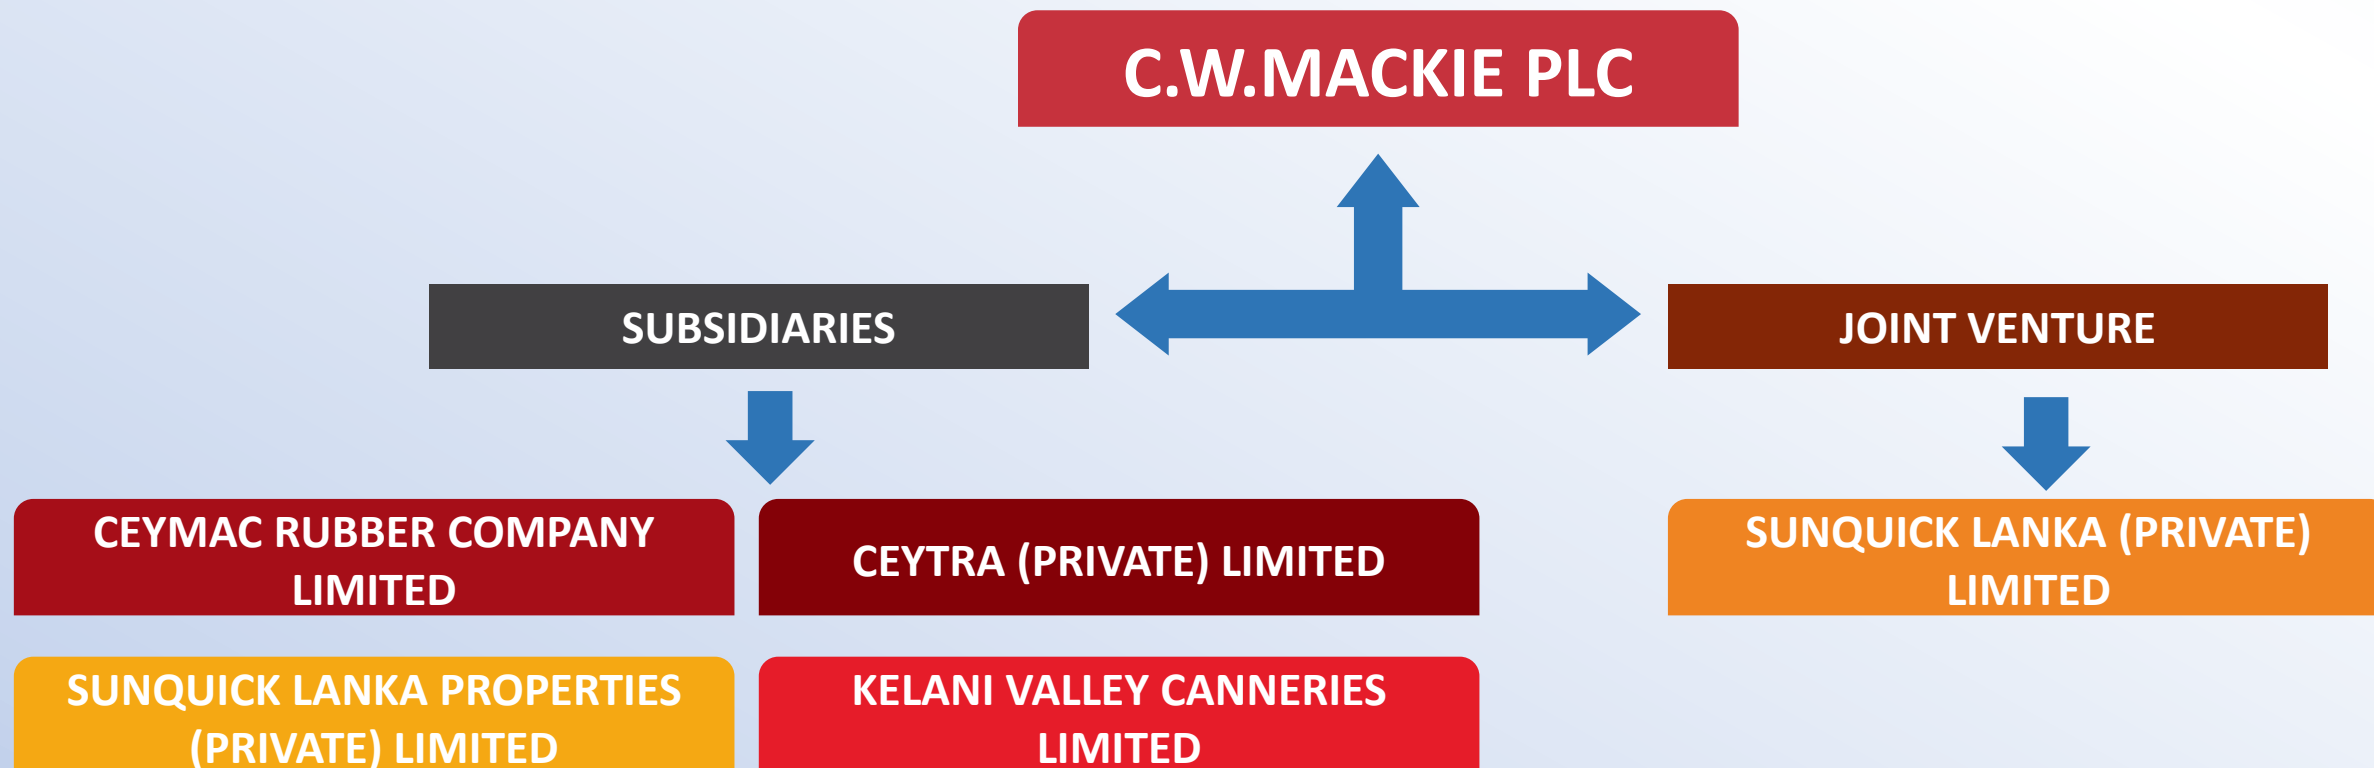 C.W.MACKIE PLC
SUBSIDIARIES
JOINT VENTURE
CEYMAC RUBBER COMPANY
LIMITED
CEYTRA (PRIVATE) LIMITED
SUNQUICK LANKA (PRIVATE)
LIMITED
SUNQUICK LANKA PROPERTIES
(PRIVATE) LIMITED
KELANI VALLEY CANNERIES
LIMITED